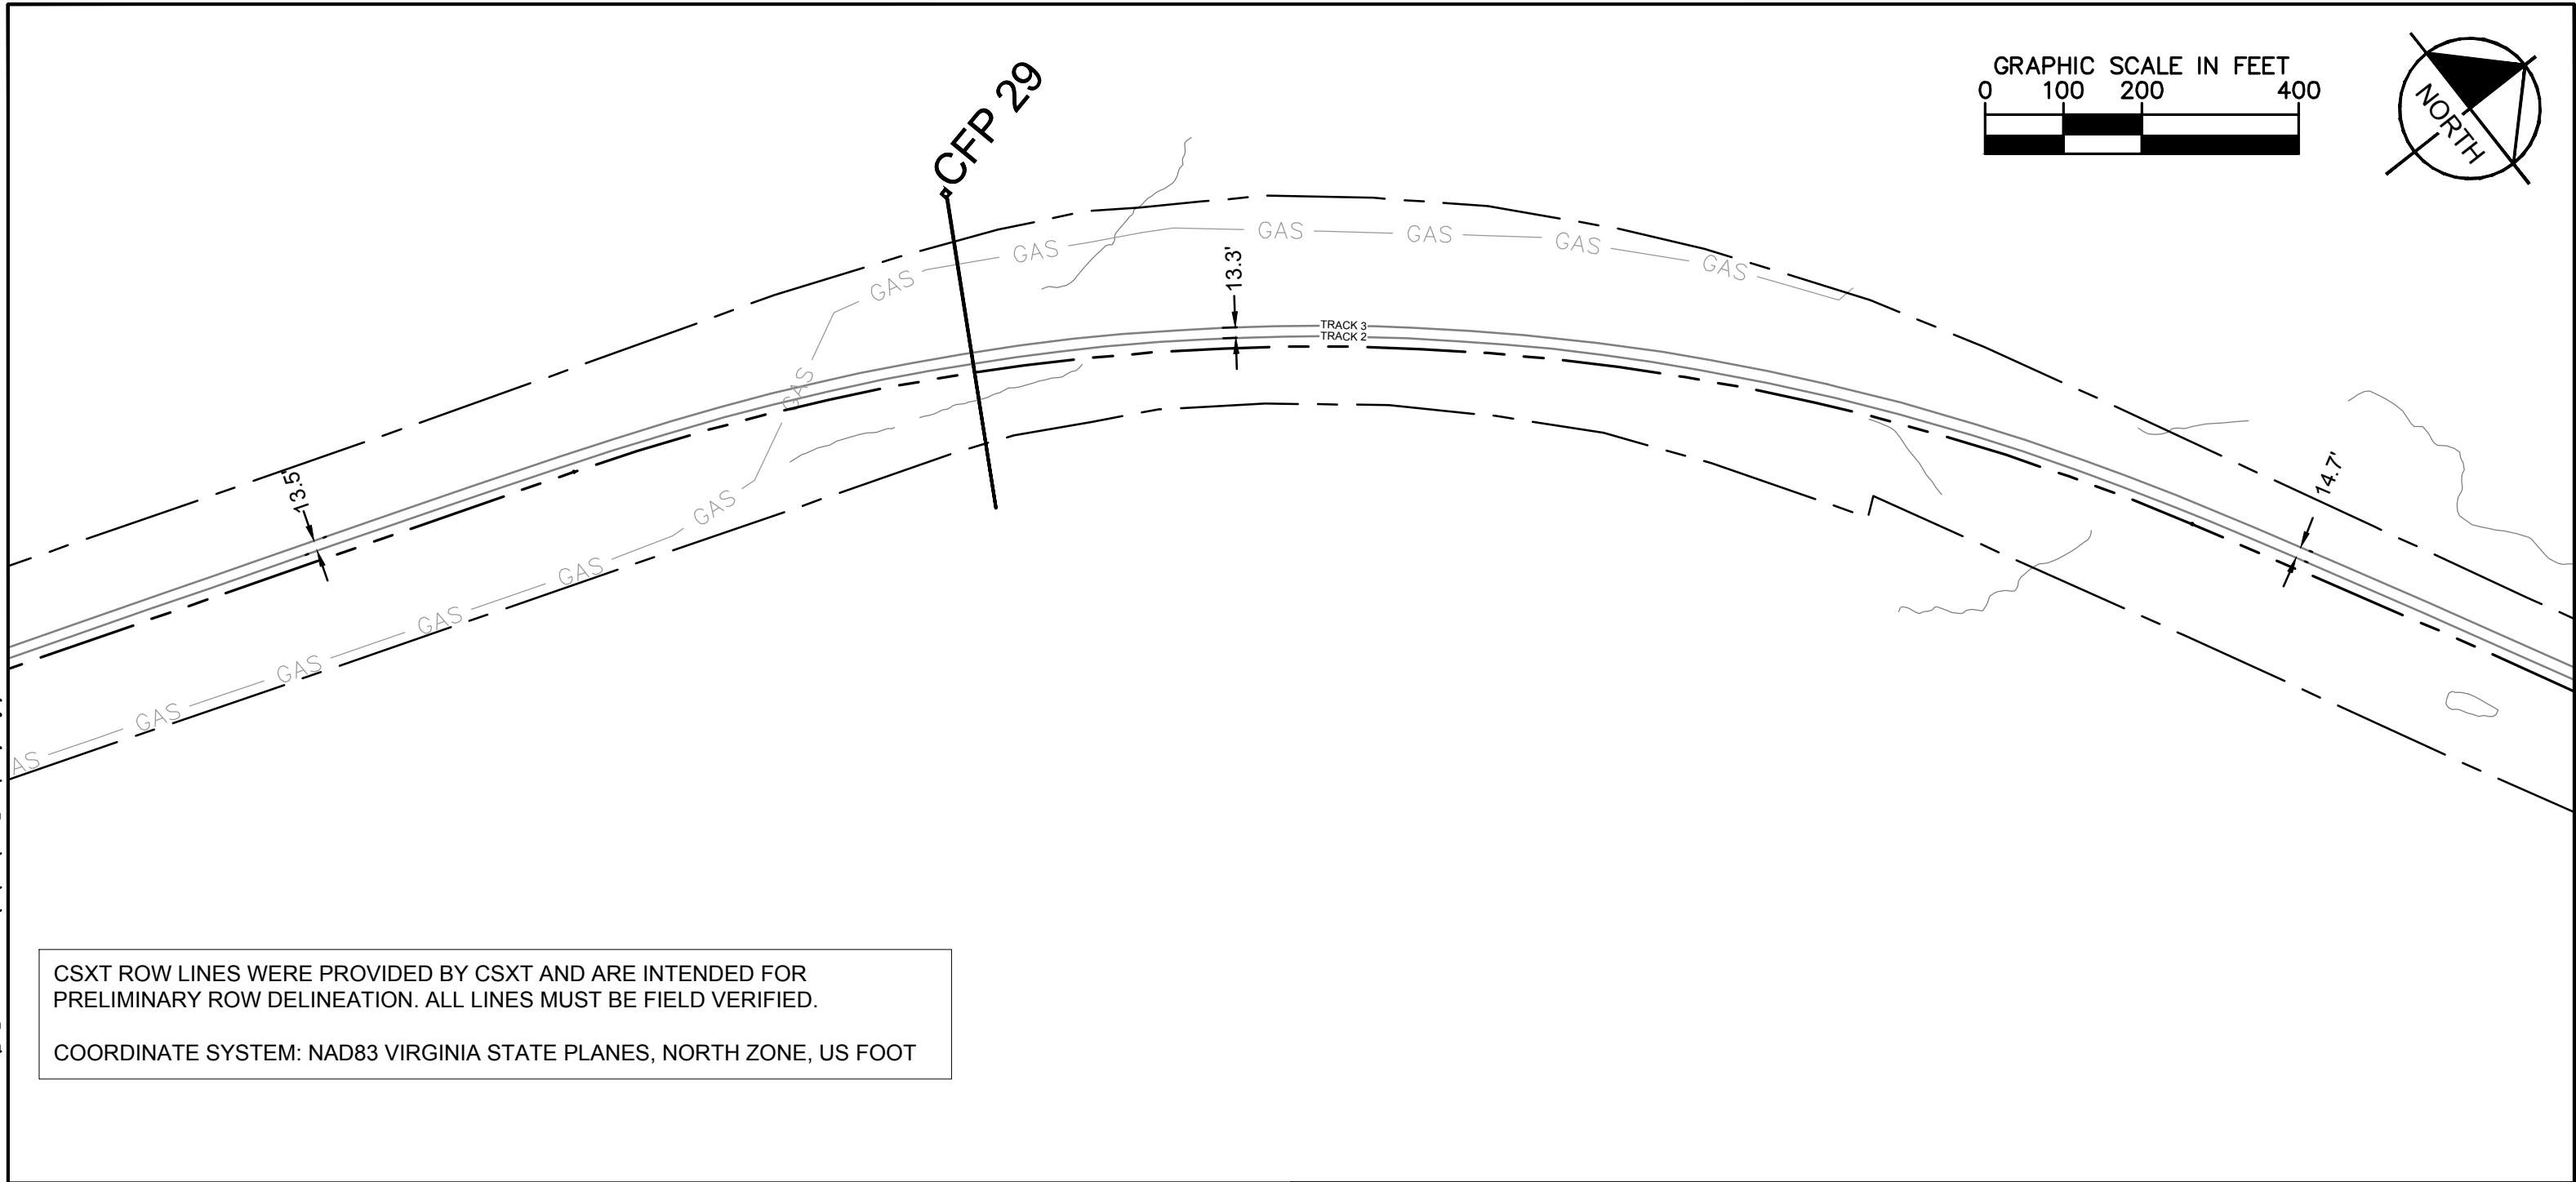 CFP 29
GRAPHIC SCALE IN FEET
0 100 200 400
NORTH
GAS
GAS
GAS
GAS
GAS
GAS
GAS
13.3'
TRACK 3
TRACK 2
GAS
13.5'
14.7'
GAS
GAS
GAS
GAS
GAS
AS
CSXT ROW LINES WERE PROVIDED BY CSXT AND ARE INTENDED FOR
PRELIMINARY ROW DELINEATION. ALL LINES MUST BE FIELD VERIFIED.
COORDINATE SYSTEM: NAD83 VIRGINIA STATE PLANES, NORTH ZONE, US FOOT